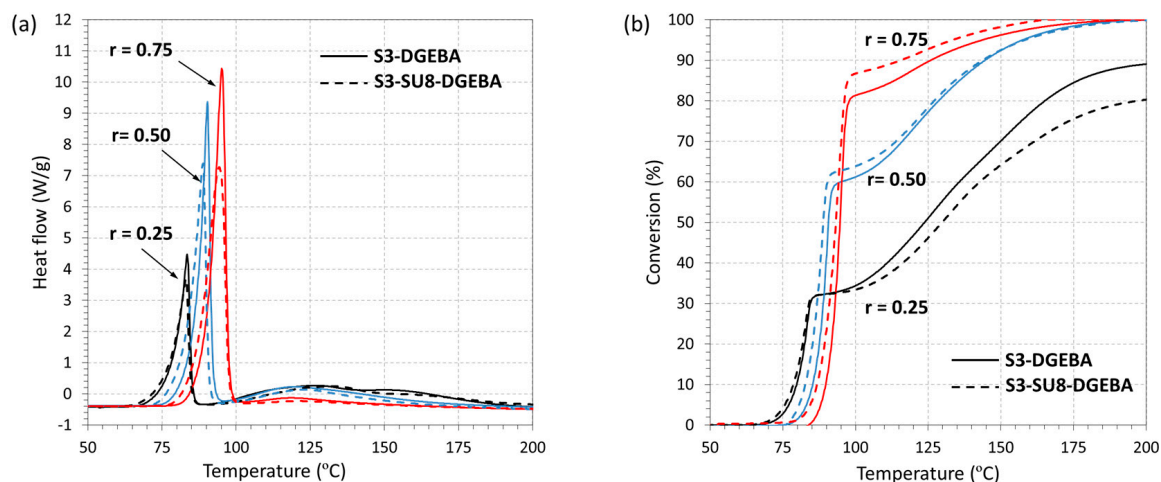 (a)
12
11
10
9
8
7
6
5
4
3
2
1
0
-1
Heat flow (W/g)
r = 0.75
r= 0.50
r = 0.25
S3-DGEBA
S3-SU8-DGEBA
50 75 100 125 150 175 200
Temperature (ºC)
(b)
100
90
80
70
60
50
40
30
20
10
0
Conversion (%)
r = 0.75
r = 0.50
r = 0.25
S3-DGEBA
S3-SU8-DGEBA
50 75 100 125 150 175 200
Temperature (ºC)